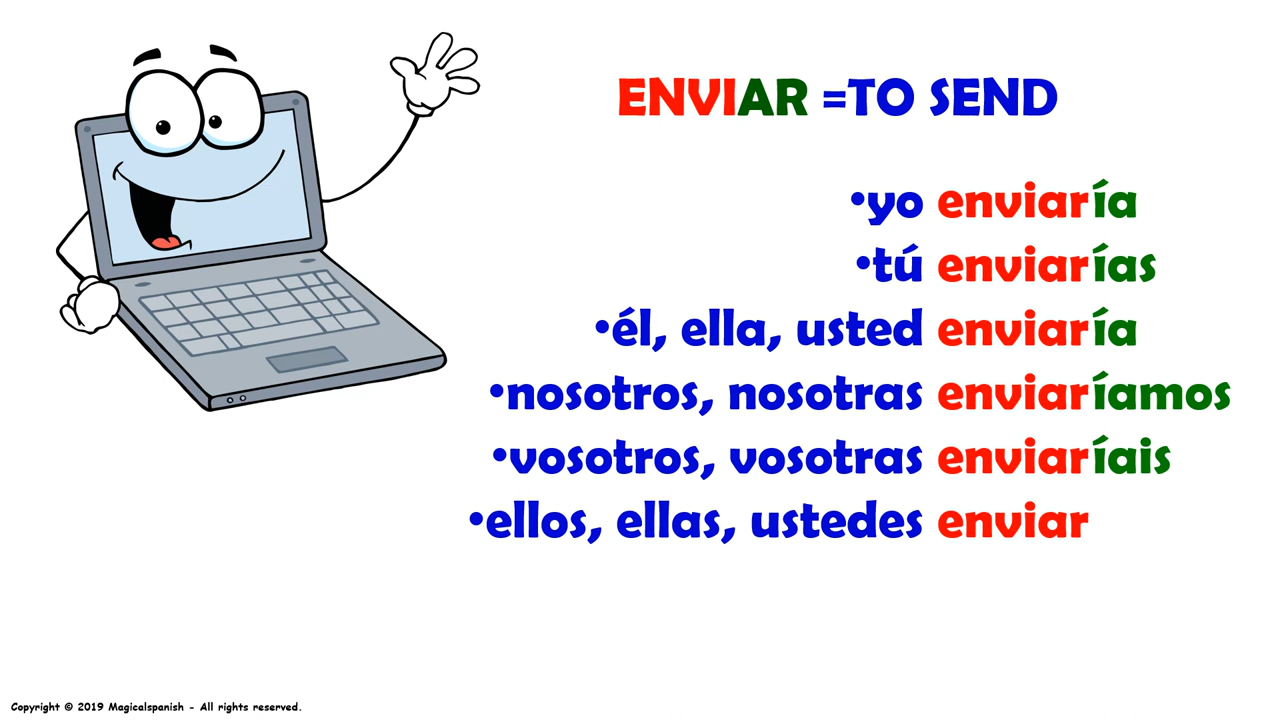 ENVIAR =TO SEND
•yo enviaría
•tú enviarías
•él, ella, usted enviaría
•nosotros, nosotras enviaríamos
•vosotros, vosotras enviaríais
•ellos, ellas, ustedes enviar
Copyright © 2019 Magicalspanish - All rights reserved.